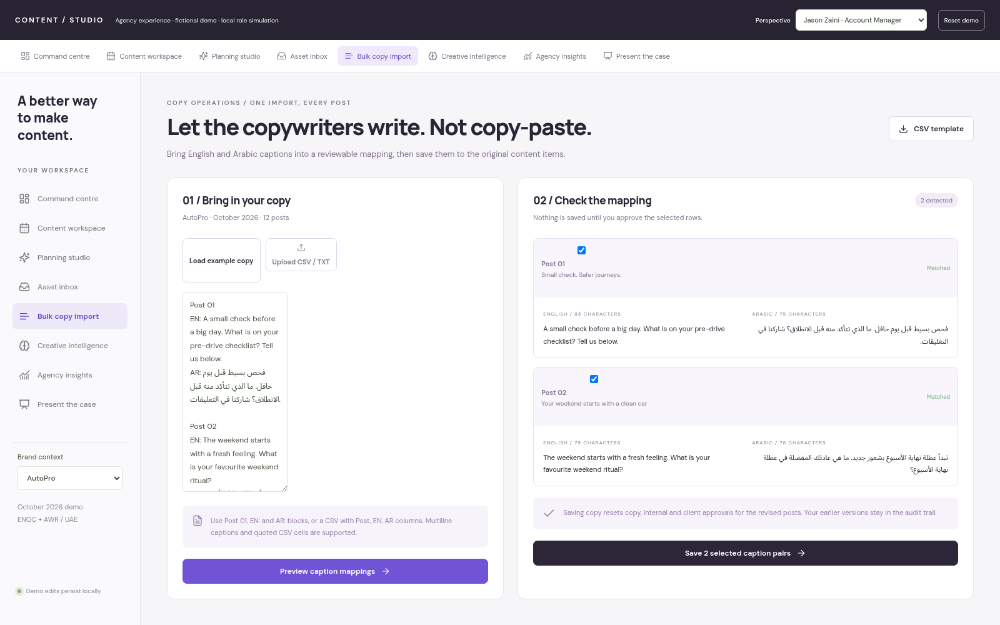 CONTENT / STUDIO
Agency experience · fictional demo · local role simulation
Perspective
Jason Zaini · Account Manager
Reset demo
Command centre
Content workspace
Planning studio
Asset inbox
Bulk copy import
Creative intelligence
Agency insights
Present the case
A better way
to make
content.
YOUR WORKSPACE
Command centre
Content workspace
Planning studio
Asset inbox
Bulk copy import
Creative intelligence
Agency insights
Present the case
Brand context
AutoPro
October 2026 demo
ENOC + AWR / UAE
Demo edits persist locally
COPY OPERATIONS / ONE IMPORT, EVERY POST
Let the copywriters write. Not copy-paste.
Bring English and Arabic captions into a reviewable mapping, then save them to the original content items.
CSV template
01 / Bring in your copy
AutoPro · October 2026 · 12 posts
Load example copy
Upload CSV / TXT
Post 01
EN: A small check before
a big day. What is on your
pre-drive checklist? Tell
us below.
AR: فحص بسيط قبل يوم
حافل. ما الذي تتأكد منه قبل
الانطلاق؟ شاركنا في التعليقات.
Post 02
EN: The weekend starts
with a fresh feeling. What
is your favourite weekend
ritual?
Use Post 01, EN: and AR: blocks, or a CSV with Post, EN, AR columns. Multiline
captions and quoted CSV cells are supported.
Preview caption mappings
02 / Check the mapping
2 detected
Nothing is saved until you approve the selected rows.
Post 01
Small check. Safer journeys.
Matched
ENGLISH / 83 CHARACTERS
A small check before a big day. What is on your pre-drive
checklist? Tell us below.
ARABIC / 75 CHARACTERS
فحص بسيط قبل يوم حافل. ما الذي تتأكد منه قبل الانطلاق؟ شاركنا في
التعليقات.
Post 02
Your weekend starts with a clean car
Matched
ENGLISH / 79 CHARACTERS
The weekend starts with a fresh feeling. What is your
favourite weekend ritual?
ARABIC / 78 CHARACTERS
تبدأ عطلة نهاية الأسبوع بشعور جديد. ما هي عادتك المفضلة في عطلة
نهاية الأسبوع؟
Saving copy resets copy, internal and client approvals for the revised posts. Your earlier versions stay in the audit trail.
Save 2 selected caption pairs